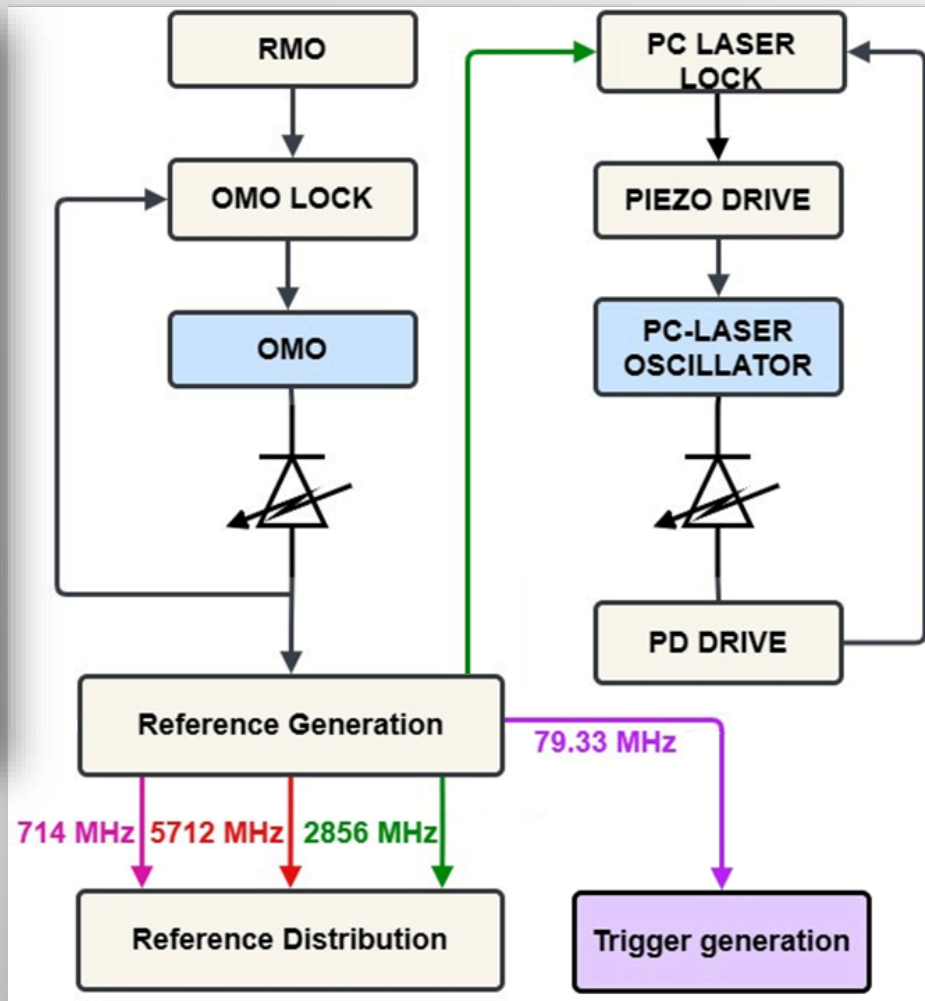 RMO
OMO LOCK
OMO
Reference Generation
714 MHz
5712 MHz
2856 MHz
Reference Distribution
PC LASER
LOCK
PIEZO DRIVE
PC-LASER
OSCILLATOR
PD DRIVE
79.33 MHz
Trigger generation